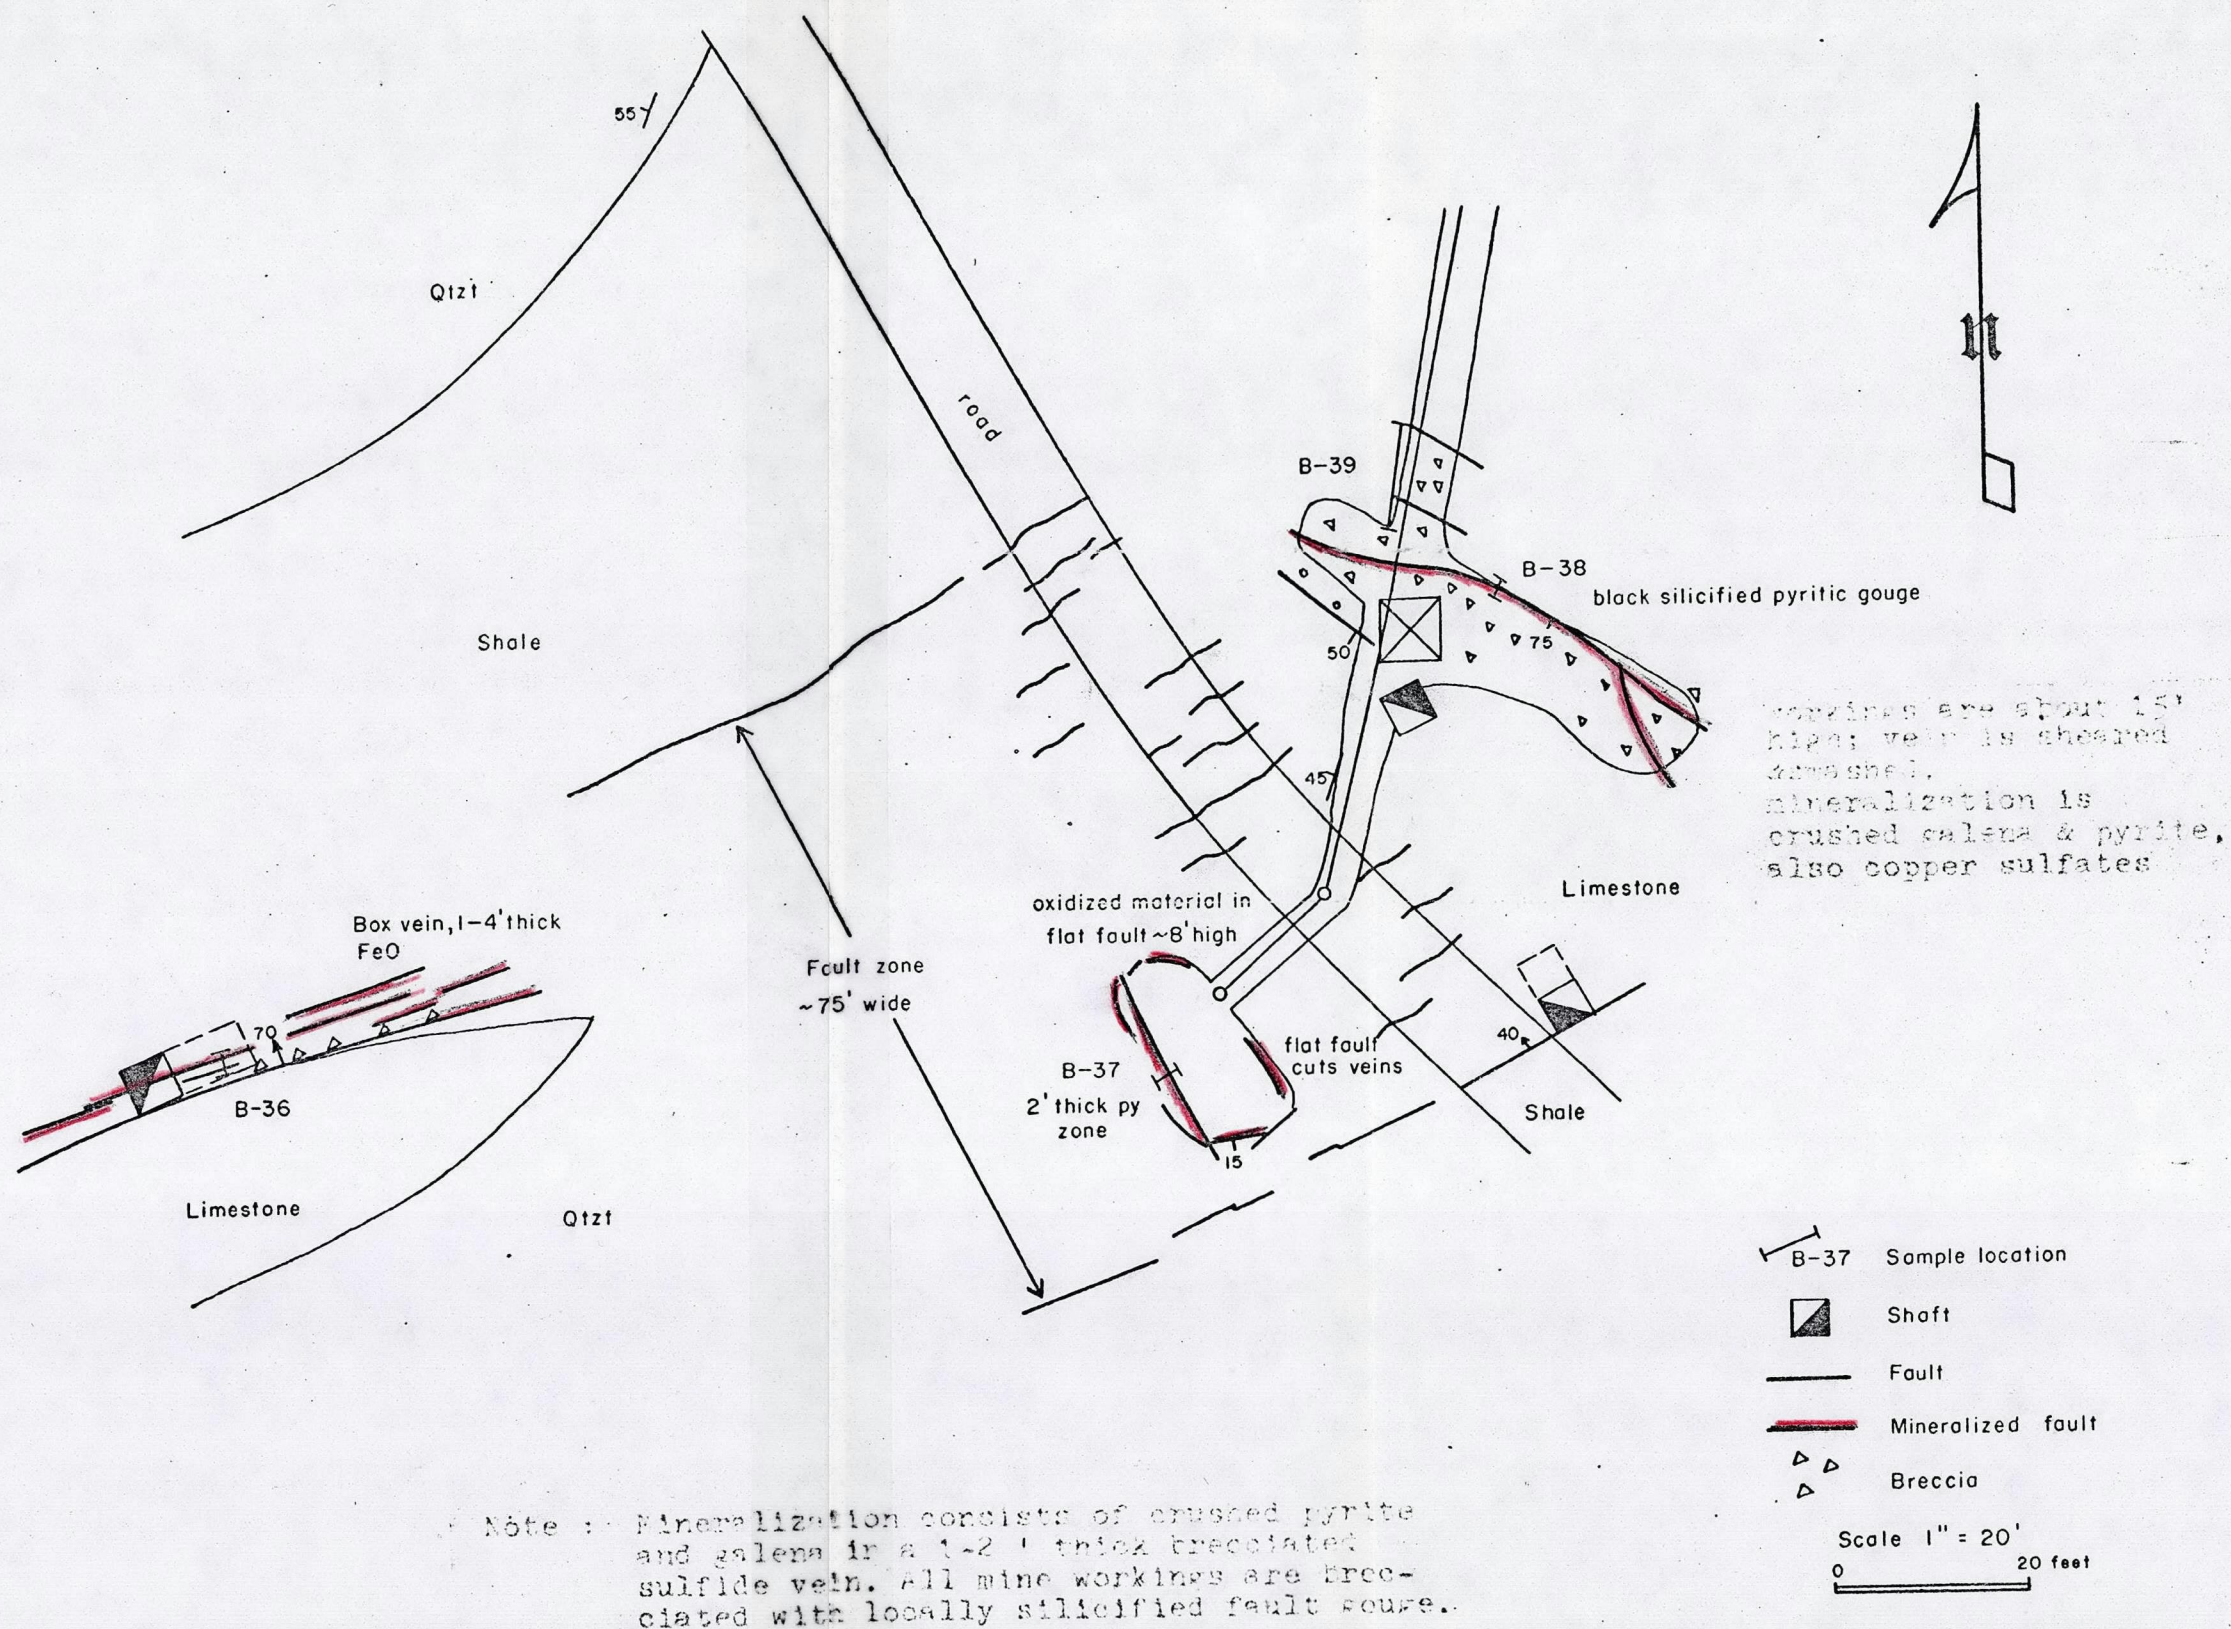 55
Qtzt
road
n
B-39
B-38
black silicified pyritic gouge
Shale
50
75
workings are about 15'
high; vein is sheared
& mashed.
mineralization is
crushed galena & pyrite,
also copper sulfates
45
Limestone
oxidized material in
flat fault ~8' high
Box vein, 1-4' thick
FeO
Fault zone
~75' wide
70
B-36
40
flat fault
cuts veins
B-37
2' thick py
zone
Shale
15
Limestone
Qtzt
B-37 Sample location
Shaft
Fault
Mineralized fault
Breccia
Scale 1" = 20'
0 20 feet
Note : Mineralization consists of crushed pyrite
and galena in a 1-2 ' thick brecciated
sulfide vein. All mine workings are brec-
ciated with locally silicified fault gouge.